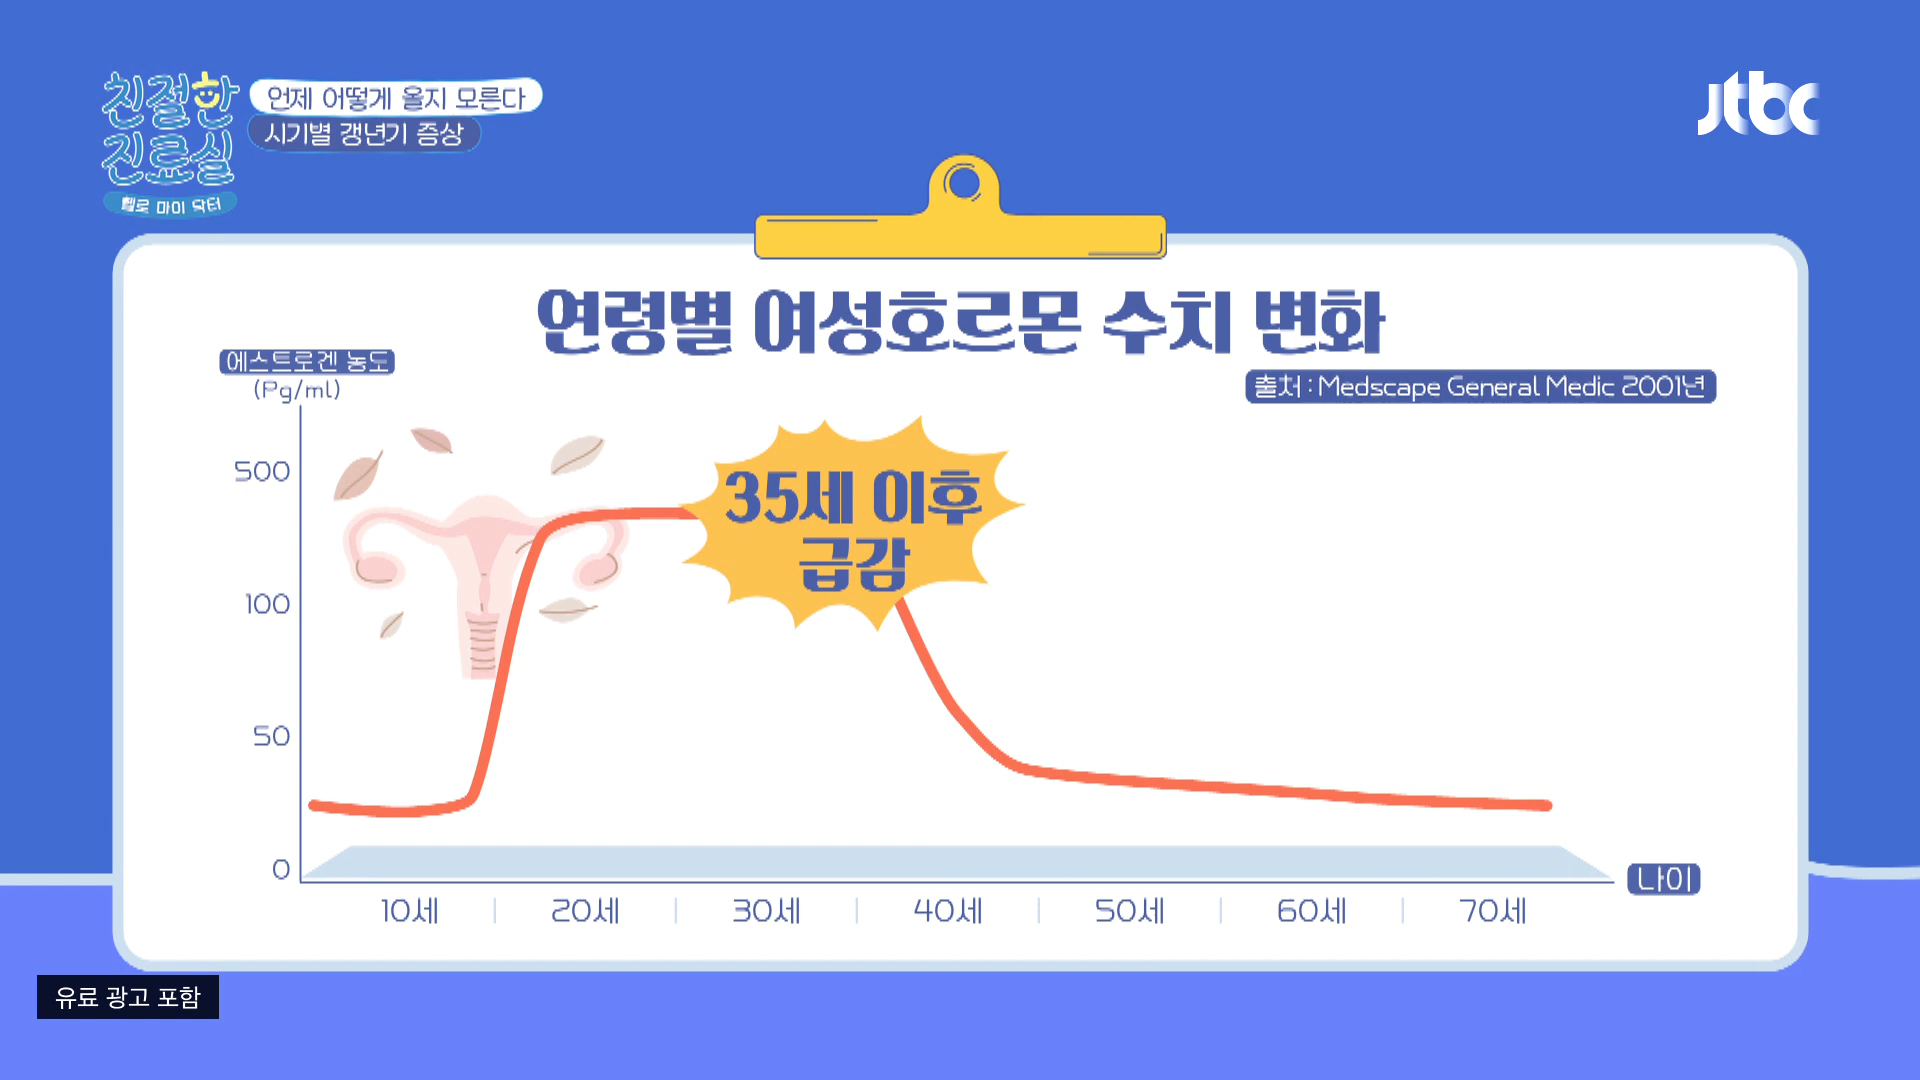 친절한
진료실
헬로 마이 닥터
언제 어떻게 올지 모른다
시기별 갱년기 증상
jtbc
연령별 여성호르몬 수치 변화
에스트로겐 농도
(Pg/ml)
출처 : Medscape General Medic 2001년
500
100
50
0
35세 이후
급감
10세 20세 30세 40세 50세 60세 70세
나이
유료 광고 포함